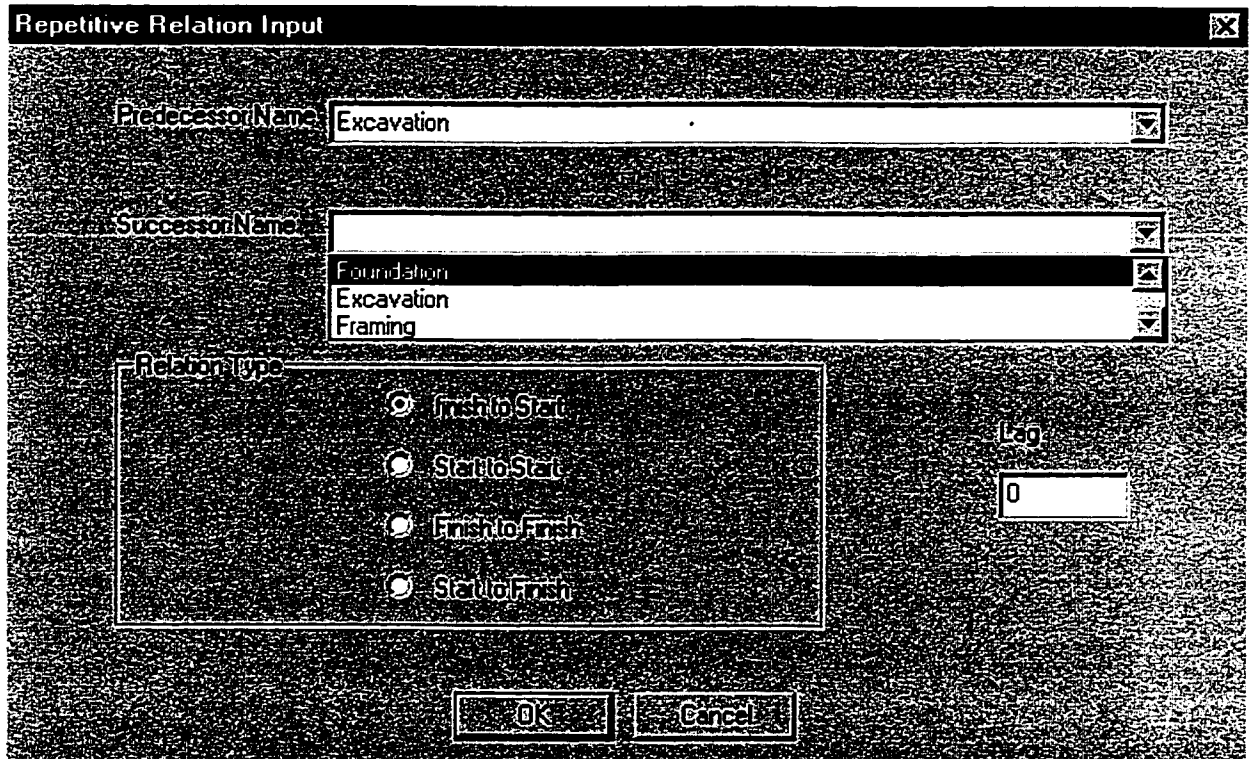 Repetitive Relation Input
Predecessor Name
Excavation
Successor Name:
Foundation
Excavation
Framing
Relation Type
finish to Start
Start to Start
Finish to Finish
Start to Finish
Lag
0
OK
Cancel